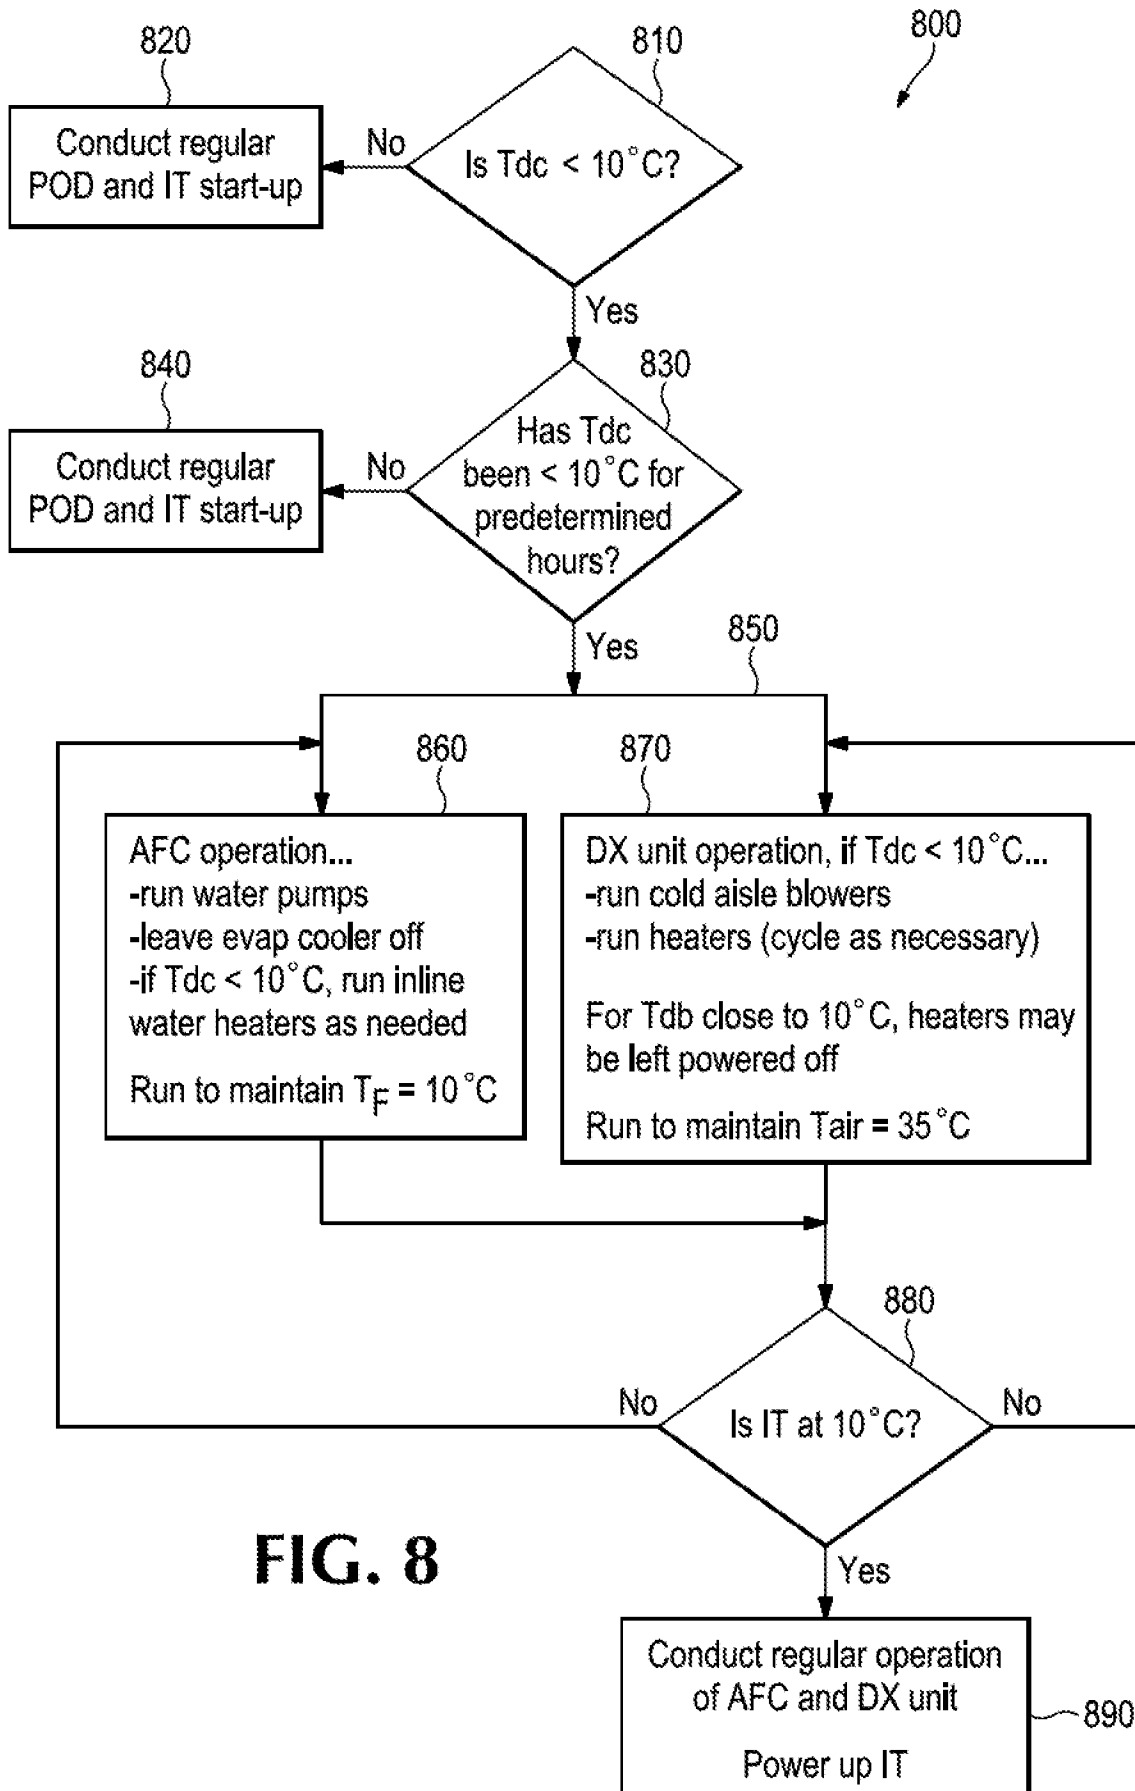 820
810
800
Conduct regular
POD and IT start-up
No
Is Tdc < 10°C?
Yes
840
830
Conduct regular
POD and IT start-up
No
Has Tdc
been < 10°C for
predetermined
hours?
Yes
850
860
870
AFC operation...
-run water pumps
-leave evap cooler off
-if Tdc < 10°C, run inline
water heaters as needed
Run to maintain TF = 10°C
DX unit operation, if Tdc < 10°C...
-run cold aisle blowers
-run heaters (cycle as necessary)
For Tdb close to 10°C, heaters may
be left powered off
Run to maintain Tair = 35°C
880
No
Is IT at 10°C?
No
Yes
FIG. 8
Conduct regular operation
of AFC and DX unit
Power up IT
890